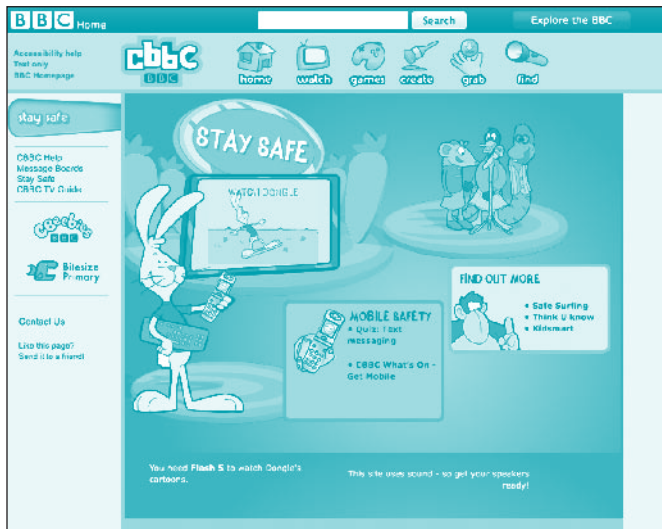 BBC Home
Search
Explore the BBC
Accessibility help
Text only
BBC Homepage
cbbc
BBC
home
watch
games
create
grab
find
stay safe
CBBC Help
Message Boards
Stay Safe
CBBC TV Guide
CBeebies
BBC
Bitesize
Primary
Contact Us
Like this page?
Send it to a friend!
STAY SAFE
WATCH DONGLE
MOBILE SAFETY
• Quiz: Text
messaging
• CBBC What's On -
Get Mobile
FIND OUT MORE
• Safe Surfing
• Think U know
• Kidsmart
You need Flash 5 to watch Dongle's
cartoons.
This site uses sound - so get your speakers
ready!